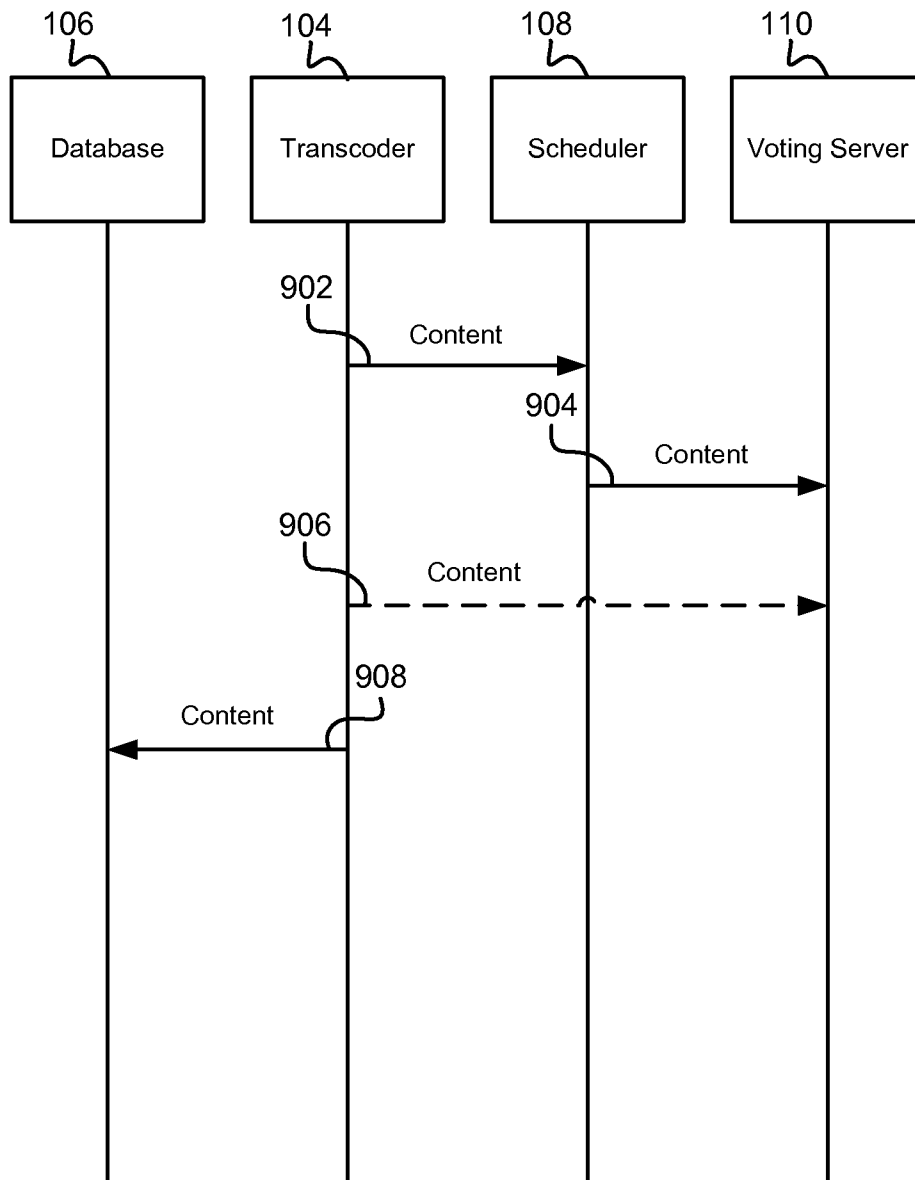 106
104
108
110
Database
Transcoder
Scheduler
Voting Server
902
Content
904
Content
906
Content
908
Content